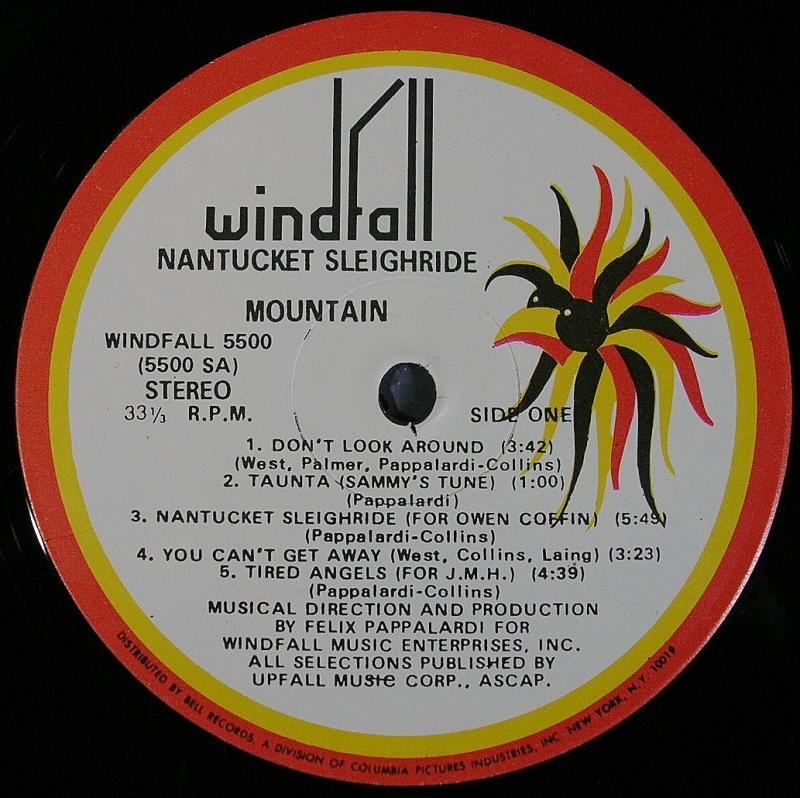 windfall
NANTUCKET SLEIGHRIDE
MOUNTAIN
WINDFALL 5500
(5500 SA)
STEREO
33 1/3 R.P.M.
SIDE ONE
1. DON'T LOOK AROUND (3:42)
(West, Palmer, Pappalardi-Collins)
2. TAUNTA (SAMMY'S TUNE) (1:00)
(Pappalardi)
3. NANTUCKET SLEIGHRIDE (FOR OWEN COFFIN) (5:49)
(Pappalardi-Collins)
4. YOU CAN'T GET AWAY (West, Collins, Laing) (3:23)
5. TIRED ANGELS (FOR J.M.H.) (4:39)
(Pappalardi-Collins)
MUSICAL DIRECTION AND PRODUCTION
BY FELIX PAPPALARDI FOR
WINDFALL MUSIC ENTERPRISES, INC.
ALL SELECTIONS PUBLISHED BY
UPFALL MUSIC CORP., ASCAP.
DISTRIBUTED BY BELL RECORDS, A DIVISION OF COLUMBIA PICTURES INDUSTRIES, INC. NEW YORK, N.Y. 10019